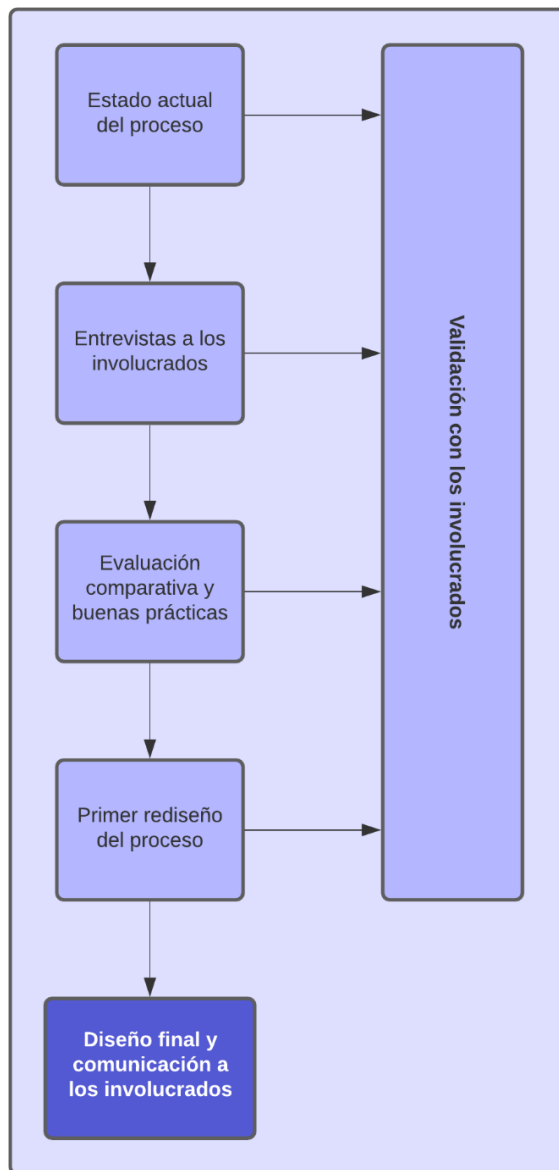 Estado actual
del proceso
Entrevistas a los
involucrados
Evaluación
comparativa y
buenas prácticas
Primer rediseño
del proceso
Diseño final y
comunicación a
los involucrados
Validación con los involucrados